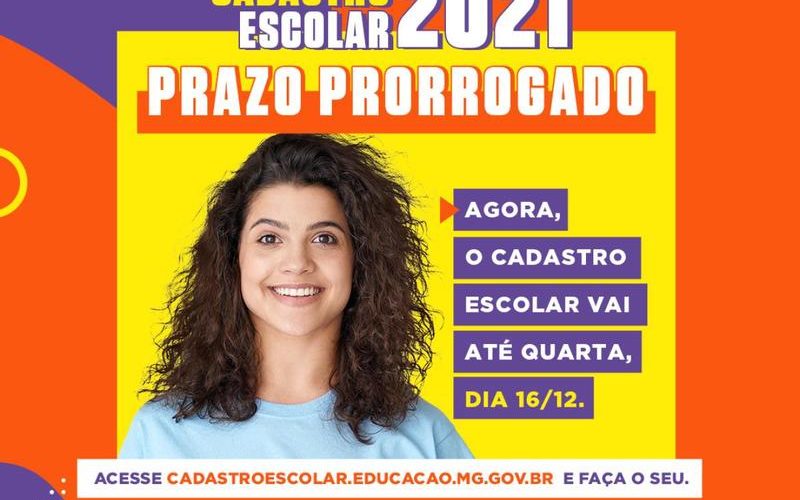 CADASTRO
ESCOLAR 2021
PRAZO PRORROGADO
AGORA,
O CADASTRO
ESCOLAR VAI
ATÉ QUARTA,
DIA 16/12.
ACESSE CADASTROESCOLAR.EDUCACAO.MG.GOV.BR E FAÇA O SEU.